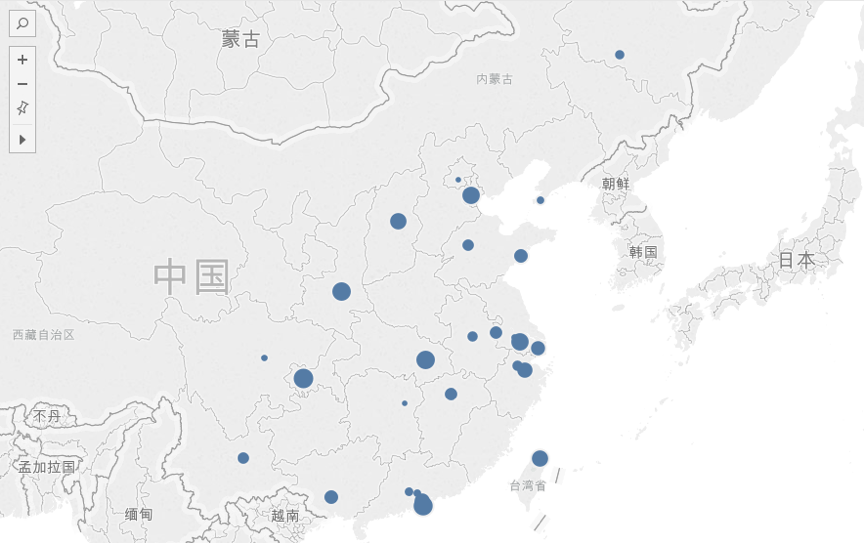 蒙古
内蒙古
朝鲜
韩国
日本
中国
西藏自治区
不丹
孟加拉国
台湾省
缅甸
越南